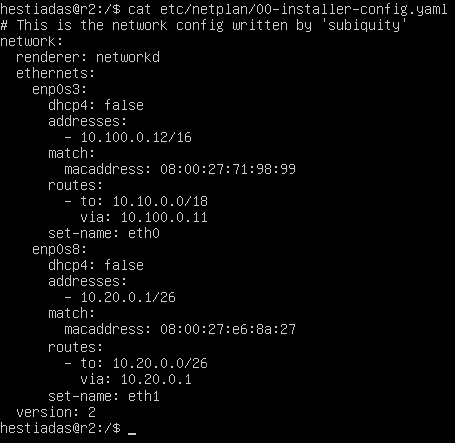 hestiadas@r2:/$ cat etc/netplan/00-installer-config.yaml
# This is the network config written by 'subiquity'
network:
  renderer: networkd
  ethernets:
    enp0s3:
      dhcp4: false
      addresses:
        - 10.100.0.12/16
      match:
        macaddress: 08:00:27:71:98:99
      routes:
        - to: 10.10.0.0/18
          via: 10.100.0.11
      set-name: eth0
    enp0s8:
      dhcp4: false
      addresses:
        - 10.20.0.1/26
      match:
        macaddress: 08:00:27:e6:8a:27
      routes:
        - to: 10.20.0.0/26
          via: 10.20.0.1
      set-name: eth1
  version: 2
hestiadas@r2:/$ _